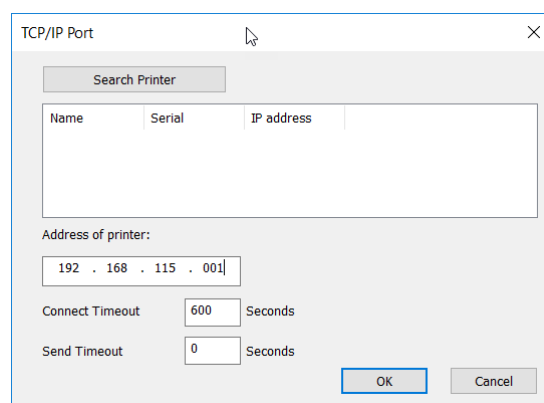 TCP/IP Port
Search Printer
Name Serial IP address
Address of printer:
192 . 168 . 115 . 001
Connect Timeout 600 Seconds
Send Timeout 0 Seconds
OK Cancel